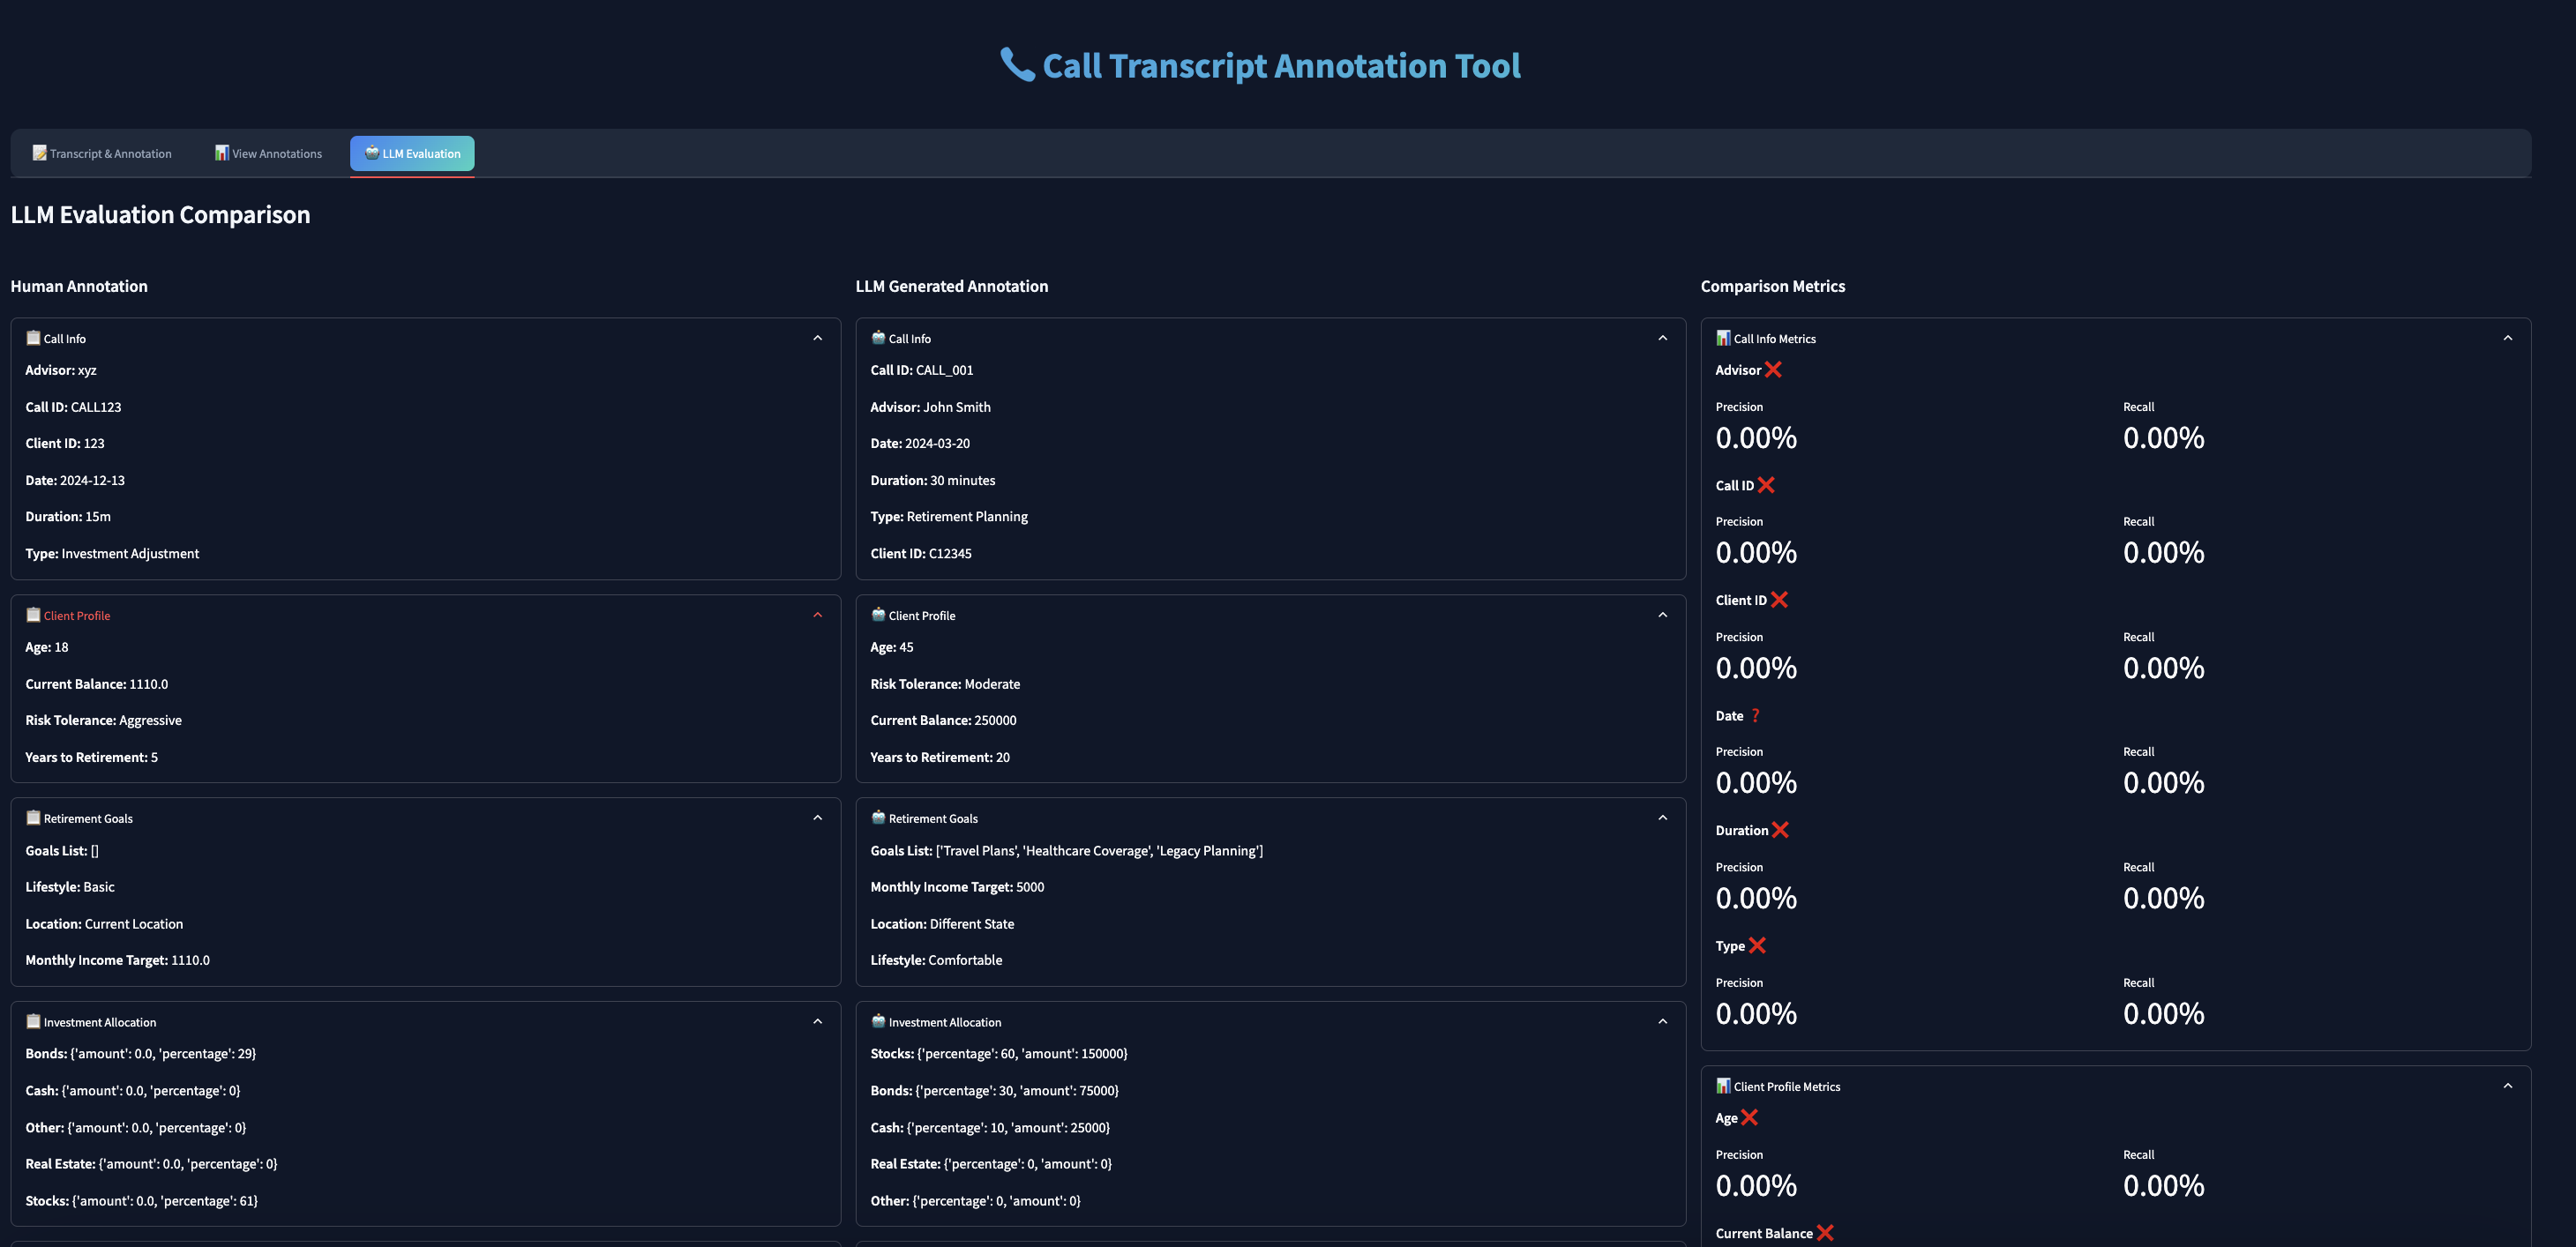 Call Transcript Annotation Tool
Transcript & Annotation
View Annotations
LLM Evaluation
LLM Evaluation Comparison
Human Annotation
Call Info
Advisor: xyz
Call ID: CALL123
Client ID: 123
Date: 2024-12-13
Duration: 15m
Type: Investment Adjustment
Client Profile
Age: 18
Current Balance: 1110.0
Risk Tolerance: Aggressive
Years to Retirement: 5
Retirement Goals
Goals List: []
Lifestyle: Basic
Location: Current Location
Monthly Income Target: 1110.0
Investment Allocation
Bonds: {'amount': 0.0, 'percentage': 29}
Cash: {'amount': 0.0, 'percentage': 0}
Other: {'amount': 0.0, 'percentage': 0}
Real Estate: {'amount': 0.0, 'percentage': 0}
Stocks: {'amount': 0.0, 'percentage': 61}
LLM Generated Annotation
Call Info
Call ID: CALL_001
Advisor: John Smith
Date: 2024-03-20
Duration: 30 minutes
Type: Retirement Planning
Client ID: C12345
Client Profile
Age: 45
Risk Tolerance: Moderate
Current Balance: 250000
Years to Retirement: 20
Retirement Goals
Goals List: ['Travel Plans', 'Healthcare Coverage', 'Legacy Planning']
Monthly Income Target: 5000
Location: Different State
Lifestyle: Comfortable
Investment Allocation
Stocks: {'percentage': 60, 'amount': 150000}
Bonds: {'percentage': 30, 'amount': 75000}
Cash: {'percentage': 10, 'amount': 25000}
Real Estate: {'percentage': 0, 'amount': 0}
Other: {'percentage': 0, 'amount': 0}
Comparison Metrics
Call Info Metrics
Advisor ❌
Precision Recall
0.00% 0.00%
Call ID ❌
Precision Recall
0.00% 0.00%
Client ID ❌
Precision Recall
0.00% 0.00%
Date ❓
Precision Recall
0.00% 0.00%
Duration ❌
Precision Recall
0.00% 0.00%
Type ❌
Precision Recall
0.00% 0.00%
Client Profile Metrics
Age ❌
Precision Recall
0.00% 0.00%
Current Balance ❌